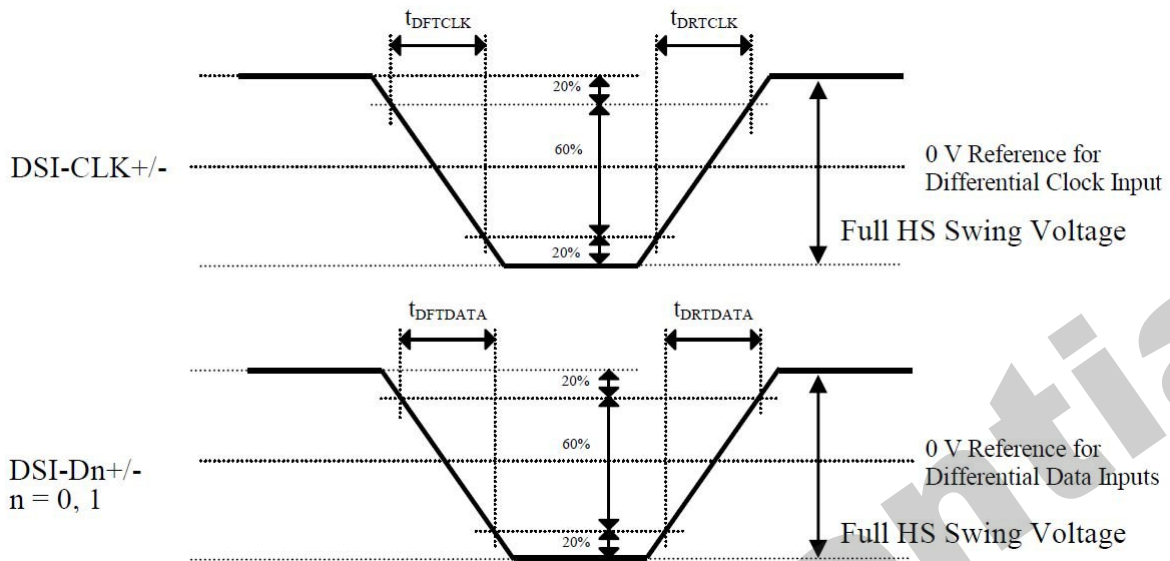 tDFTCLK
tDRTCLK
20%
60%
20%
DSI-CLK+/-
0 V Reference for
Differential Clock Input
Full HS Swing Voltage
tDFTDATA
tDRTDATA
20%
60%
20%
DSI-Dn+/-
n = 0, 1
0 V Reference for
Differential Data Inputs
Full HS Swing Voltage
entia